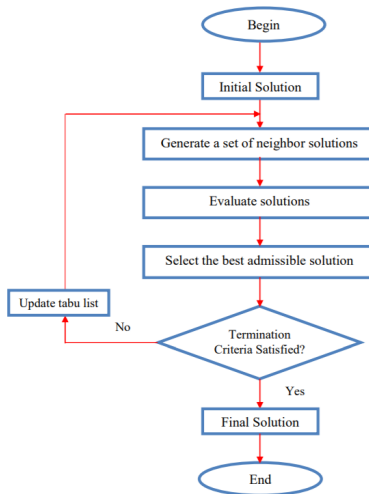 Begin
Initial Solution
Generate a set of neighbor solutions
Evaluate solutions
Select the best admissible solution
Update tabu list
No
Termination
Criteria Satisfied?
Yes
Final Solution
End